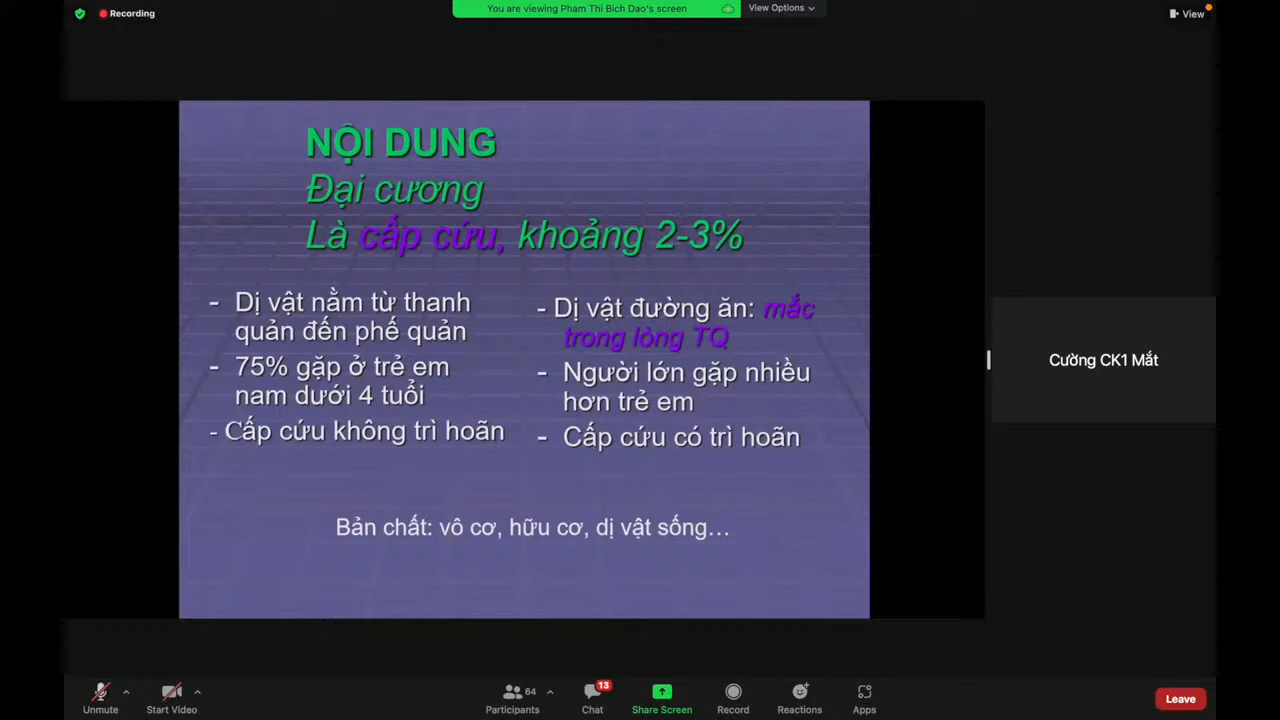 Recording
You are viewing Pham Thi Bich Dao's screen
View Options
View
NỘI DUNG
Đại cương
Là cấp cứu, khoảng 2-3%
- Dị vật nằm từ thanh
quản đến phế quản
- 75% gặp ở trẻ em
nam dưới 4 tuổi
- Cấp cứu không trì hoãn
- Dị vật đường ăn: mắc
trong lòng TQ
- Người lớn gặp nhiều
hơn trẻ em
- Cấp cứu có trì hoãn
Bản chất: vô cơ, hữu cơ, dị vật sống…
Cường CK1 Mắt
Unmute
Start Video
64
Participants
13
Chat
Share Screen
Record
Reactions
Apps
Leave